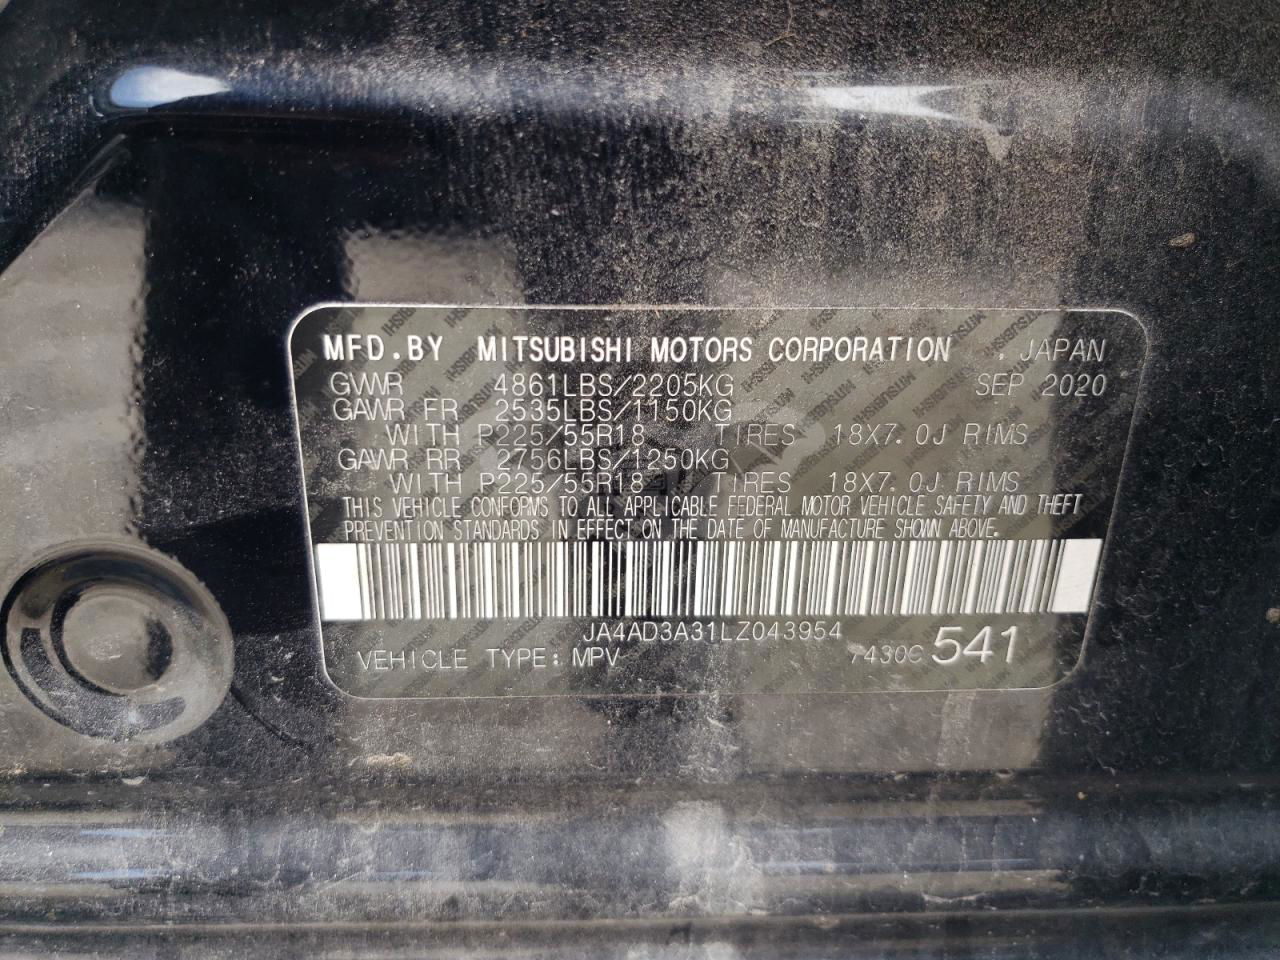 MFD.BY MITSUBISHI MOTORS CORPORATION . JAPAN
GVWR 4861LBS/2205KG SEP 2020
GAWR FR 2535LBS/1150KG
WITH P225/55R18 TIRES 18X7.0J RIMS
GAWR RR 2756LBS/1250KG
WITH P225/55R18 TIRES 18X7.0J RIMS
THIS VEHICLE CONFORMS TO ALL APPLICABLE FEDERAL MOTOR VEHICLE SAFETY AND THEFT
PREVENTION STANDARDS IN EFFECT ON THE DATE OF MANUFACTURE SHOWN ABOVE.
JA4AD3A31LZ043954
VEHICLE TYPE: MPV 7430C 541